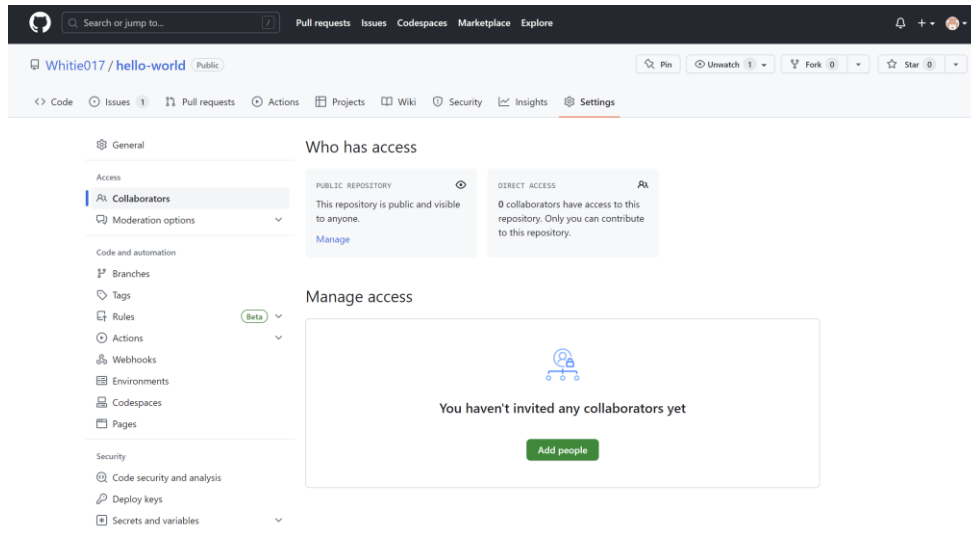 Search or jump to... /
Pull requests Issues Codespaces Marketplace Explore
Whitie017 / hello-world Public
Pin
Unwatch 1
Fork 0
Star 0
Code
Issues 1
Pull requests
Actions
Projects
Wiki
Security
Insights
Settings
General
Access
Collaborators
Moderation options
Code and automation
Branches
Tags
Rules Beta
Actions
Webhooks
Environments
Codespaces
Pages
Security
Code security and analysis
Deploy keys
Secrets and variables
Who has access
PUBLIC REPOSITORY
This repository is public and visible
to anyone.
Manage
DIRECT ACCESS
0 collaborators have access to this
repository. Only you can contribute
to this repository.
Manage access
You haven't invited any collaborators yet
Add people